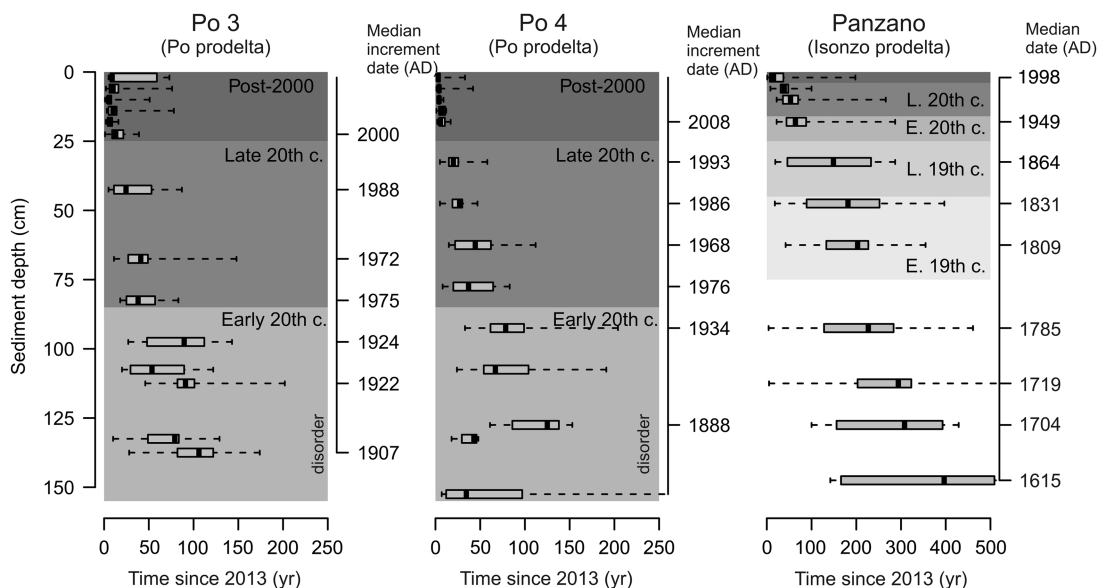 Po 3
(Po prodelta)
Median
increment
date (AD)
Po 4
(Po prodelta)
Median
increment
date (AD)
Panzano
(Isonzo prodelta)
Median
date (AD)
Sediment depth (cm)
0
25
50
75
100
125
150
Post-2000
Late 20th c.
Early 20th c.
disorder
2000
1988
1972
1975
1924
1922
1907
0 50 100 150 200 250
Time since 2013 (yr)
Post-2000
Late 20th c.
Early 20th c.
disorder
2008
1993
1986
1968
1976
1934
1888
0 50 100 150 200 250
Time since 2013 (yr)
L. 20th c.
E. 20th c.
L. 19th c.
E. 19th c.
1998
1949
1864
1831
1809
1785
1719
1704
1615
0 100 200 300 400 500
Time since 2013 (yr)